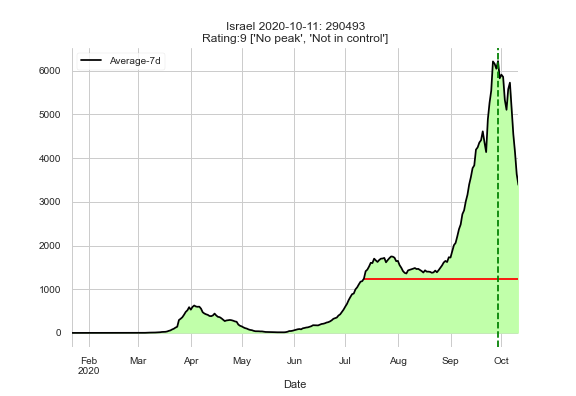 Israel 2020-10-11: 290493
Rating:9 ['No peak', 'Not in control']
Average-7d
6000
5000
4000
3000
2000
1000
0
Feb Mar Apr May Jun Jul Aug Sep Oct
2020
Date